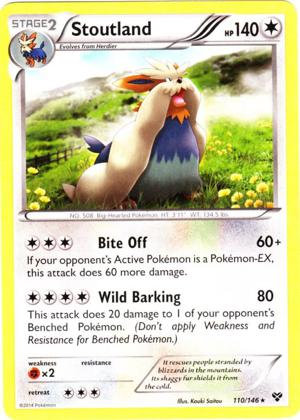 STAGE2 Stoutland HP140
Evolves from Herdier
NO. 508 Big-Hearted Pokémon HT: 3'11" WT: 134.5 lbs.
Bite Off 60+
If your opponent's Active Pokémon is a Pokémon-EX,
this attack does 60 more damage.
Wild Barking 80
This attack does 20 damage to 1 of your opponent's
Benched Pokémon. (Don't apply Weakness and
Resistance for Benched Pokémon.)
weakness resistance
×2
retreat
It rescues people stranded by
blizzards in the mountains.
Its shaggy fur shields it from
the cold.
Illus. Kouki Saitou 110/146 ★
©2014 Pokémon